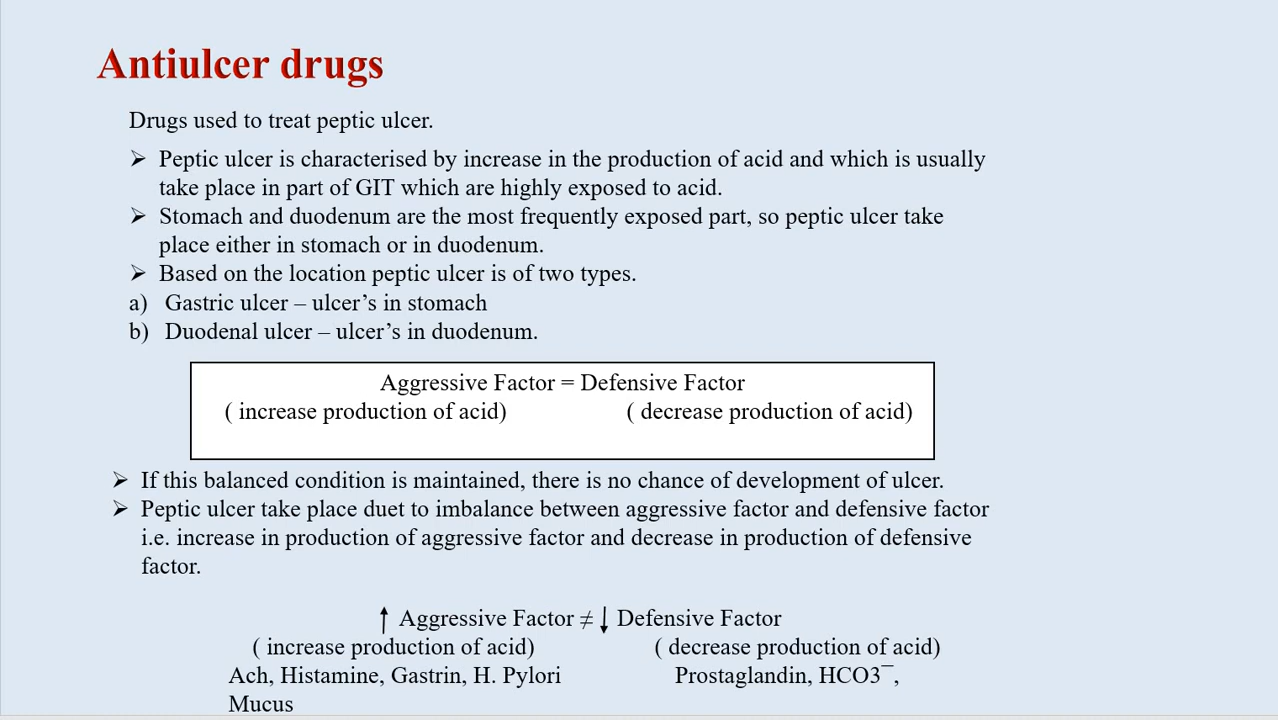 Antiulcer drugs
Drugs used to treat peptic ulcer.
➢ Peptic ulcer is characterised by increase in the production of acid and which is usually
take place in part of GIT which are highly exposed to acid.
➢ Stomach and duodenum are the most frequently exposed part, so peptic ulcer take
place either in stomach or in duodenum.
➢ Based on the location peptic ulcer is of two types.
a) Gastric ulcer – ulcer’s in stomach
b) Duodenal ulcer – ulcer’s in duodenum.
Aggressive Factor = Defensive Factor
( increase production of acid) ( decrease production of acid)
➢ If this balanced condition is maintained, there is no chance of development of ulcer.
➢ Peptic ulcer take place duet to imbalance between aggressive factor and defensive factor
i.e. increase in production of aggressive factor and decrease in production of defensive
factor.
↑ Aggressive Factor ≠ ↓ Defensive Factor
( increase production of acid) ( decrease production of acid)
Ach, Histamine, Gastrin, H. Pylori Prostaglandin, HCO3¯,
Mucus